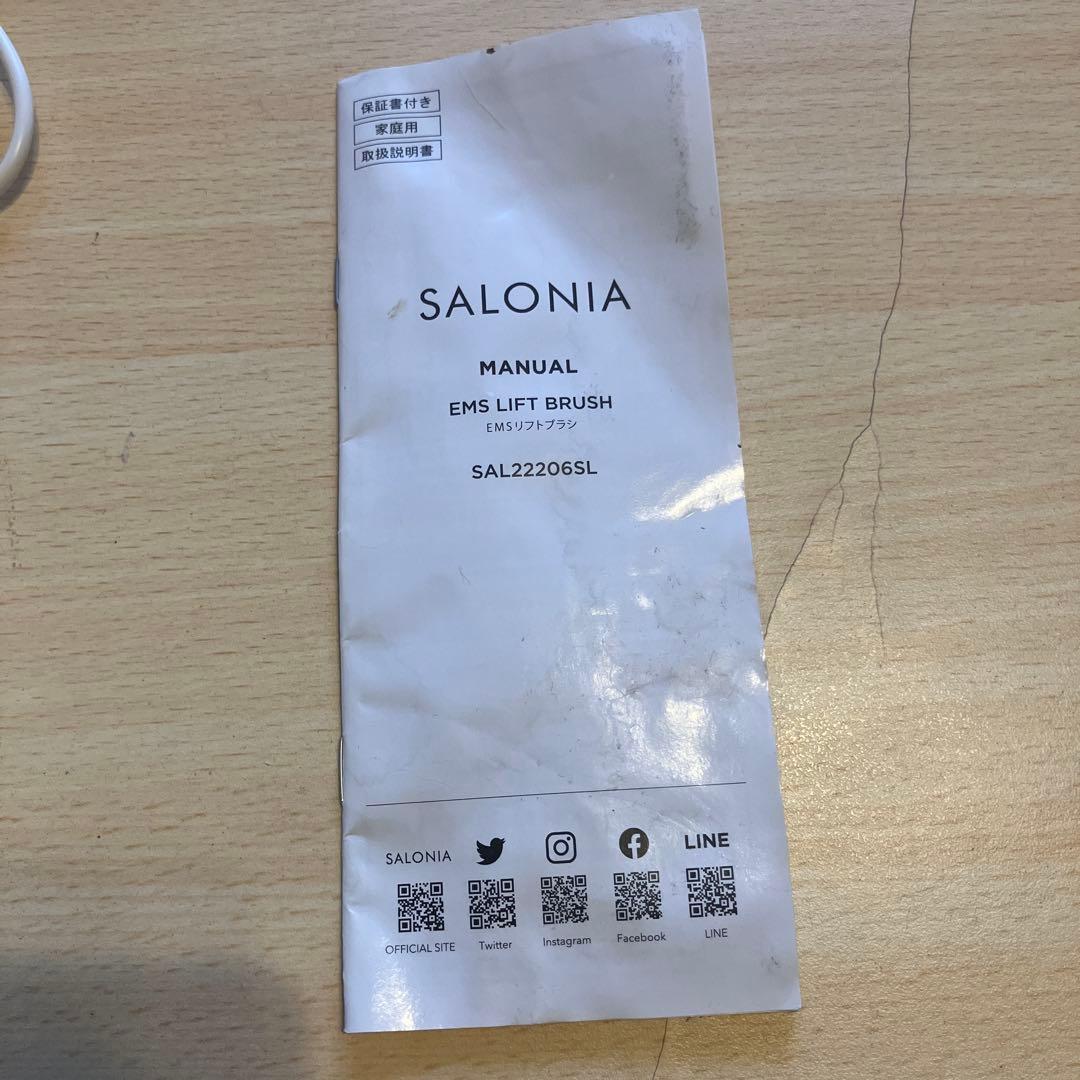 保証書付き
家庭用
取扱説明書
SALONIA
MANUAL
EMS LIFT BRUSH
EMSリフトブラシ
SAL22206SL
SALONIA
LINE
OFFICIAL SITE
Twitter
Instagram
Facebook
LINE